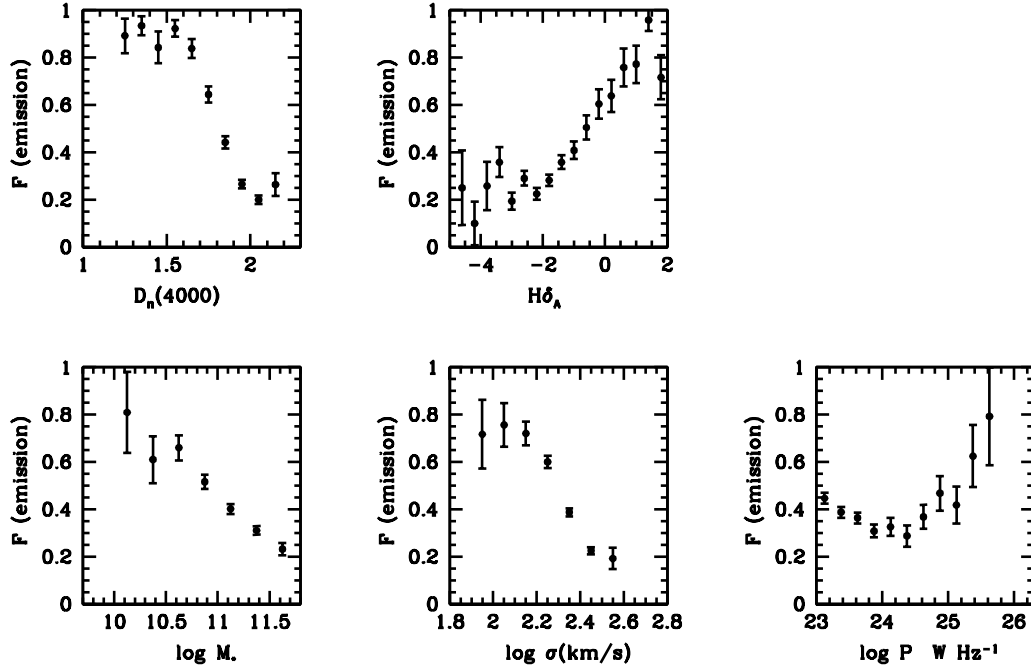 1
0.8
0.6
0.4
0.2
0
F (emission)
1 1.5 2
Dn(4000)
1
0.8
0.6
0.4
0.2
0
F (emission)
−4 −2 0 2
HδA
1
0.8
0.6
0.4
0.2
0
F (emission)
10 10.5 11 11.5
log M*
1
0.8
0.6
0.4
0.2
0
F (emission)
1.8 2 2.2 2.4 2.6 2.8
log σ(km/s)
1
0.8
0.6
0.4
0.2
0
F (emission)
23 24 25 26
log P W Hz⁻¹